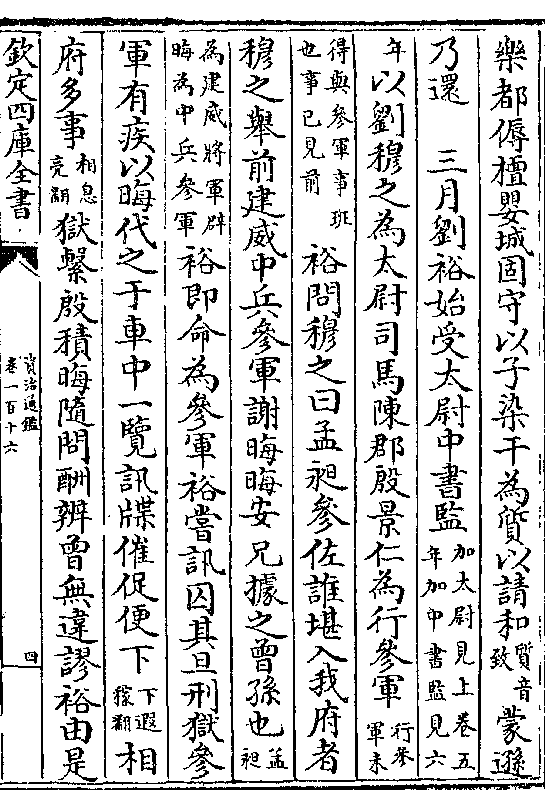 樂都傉檀嬰城固守以子染干為質以請和質音致蒙遜
乃還　三月劉裕始受太尉中書監加太尉見上卷五年加中書監見六
年以劉穆之為太尉司馬陳郡殷景仁為行參軍行參軍未
得與參軍事班也事已見前裕問穆之曰孟昶參佐誰堪入我府者
穆之舉前建威中兵參軍謝晦晦安兄據之曾孫也孟昶
為建威將軍辟晦為中兵參軍裕即命為參軍裕嘗訊囚其旦刑獄參
軍有疾以晦代之于車中一覽訊牒催促便下下遐稼翻相
府多事相息亮翻獄繫殷積晦隨問酬辨曾無違謬裕由是
欽定四庫全書
資治通鑑
卷一百十六
四